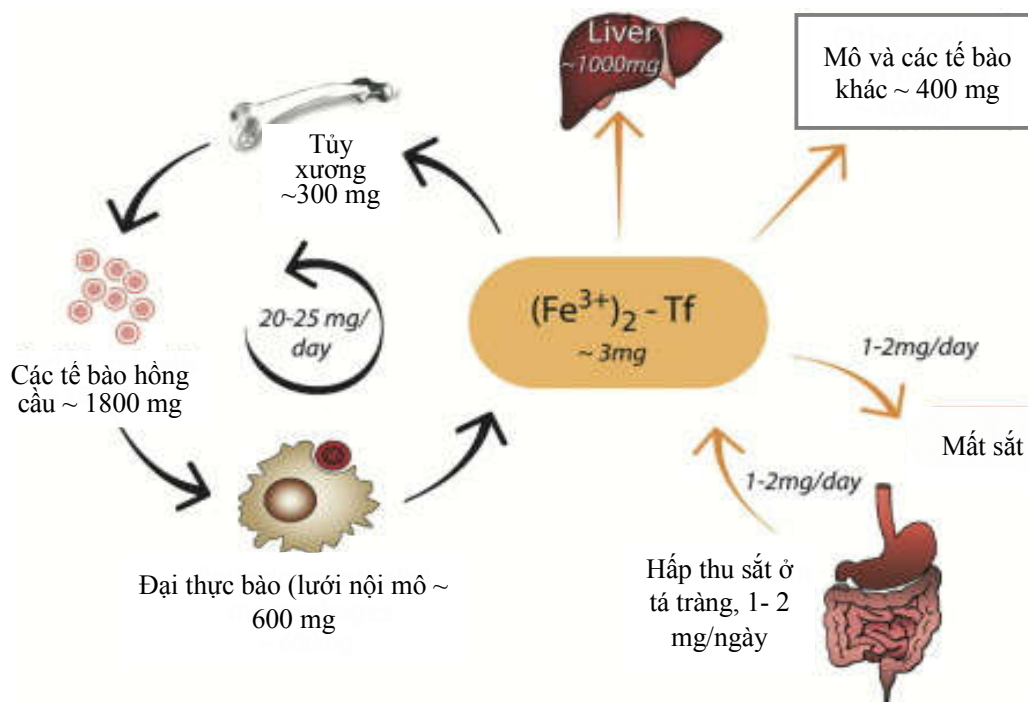 Liver
~1000mg
Mô và các tế bào
khác ~ 400 mg
Tủy
xương
~300 mg
20-25 mg/
day
(Fe³⁺)₂ - Tf
~ 3mg
1-2mg/day
Các tế bào hồng
cầu ~ 1800 mg
Mất sắt
1-2mg/day
Đại thực bào (lưới nội mô ~
600 mg
Hấp thu sắt ở
tá tràng, 1- 2
mg/ngày